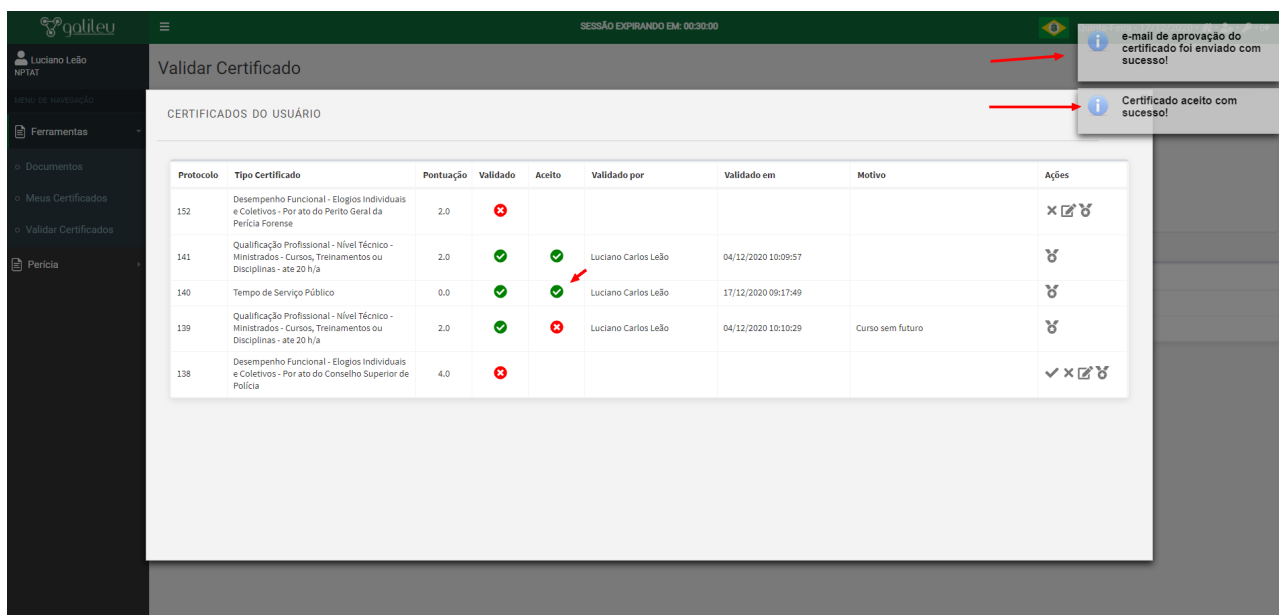 galileu
SESSÃO EXPIRANDO EM: 00:30:00
e-mail de aprovação do
certificado foi enviado com
sucesso!
Luciano Leão
NPTAT
Validar Certificado
MENU DE NAVEGAÇÃO
Certificado aceito com
sucesso!
CERTIFICADOS DO USUÁRIO
Ferramentas
Documentos
Meus Certificados
Validar Certificados
Perícia
Protocolo Tipo Certificado Pontuação Validado Aceito Validado por Validado em Motivo Ações
Desempenho Funcional - Elogios Individuais
152 e Coletivos - Por ato do Perito Geral da 2.0
Perícia Forense
Qualificação Profissional - Nível Técnico -
141 Ministrados - Cursos, Treinamentos ou 2.0 Luciano Carlos Leão 04/12/2020 10:09:57
Disciplinas - ate 20 h/a
140 Tempo de Serviço Público 0.0 Luciano Carlos Leão 17/12/2020 09:17:49
Qualificação Profissional - Nível Técnico -
139 Ministrados - Cursos, Treinamentos ou 2.0 Luciano Carlos Leão 04/12/2020 10:10:29 Curso sem futuro
Disciplinas - ate 20 h/a
Desempenho Funcional - Elogios Individuais
138 e Coletivos - Por ato do Conselho Superior de 4.0
Polícia